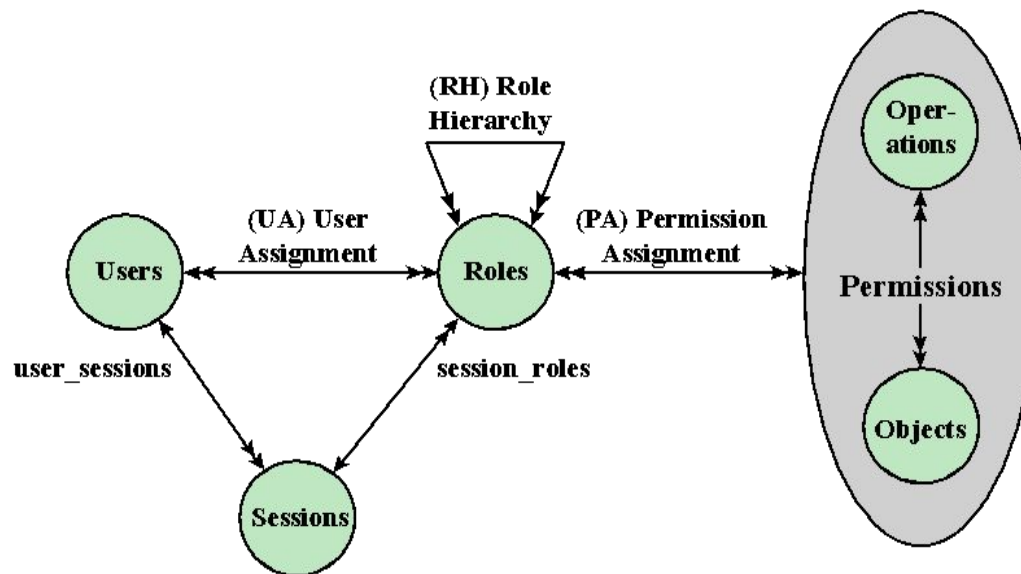 (RH) Role
Hierarchy
(UA) User
Assignment
(PA) Permission
Assignment
Oper-
ations
Users
Roles
Permissions
user_sessions
session_roles
Objects
Sessions